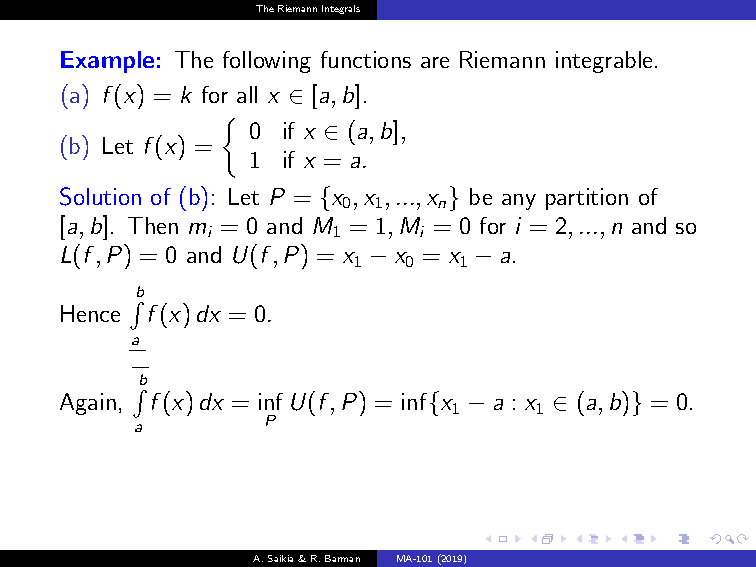 The Riemann Integrals
Example: The following functions are Riemann integrable.
(a) f(x) = k for all x ∈ [a, b].
(b) Let f(x) = { 0 if x ∈ (a, b],
1 if x = a.
Solution of (b): Let P = {x₀, x₁, ..., xₙ} be any partition of
[a, b]. Then mᵢ = 0 and M₁ = 1, Mᵢ = 0 for i = 2, ..., n and so
L(f, P) = 0 and U(f, P) = x₁ − x₀ = x₁ − a.
b
Hence ∫ f(x) dx = 0.
a
b
Again, ∫ f(x) dx = inf U(f, P) = inf{x₁ − a : x₁ ∈ (a, b)} = 0.
a P
A. Saikia & R. Barman MA-101 (2019)